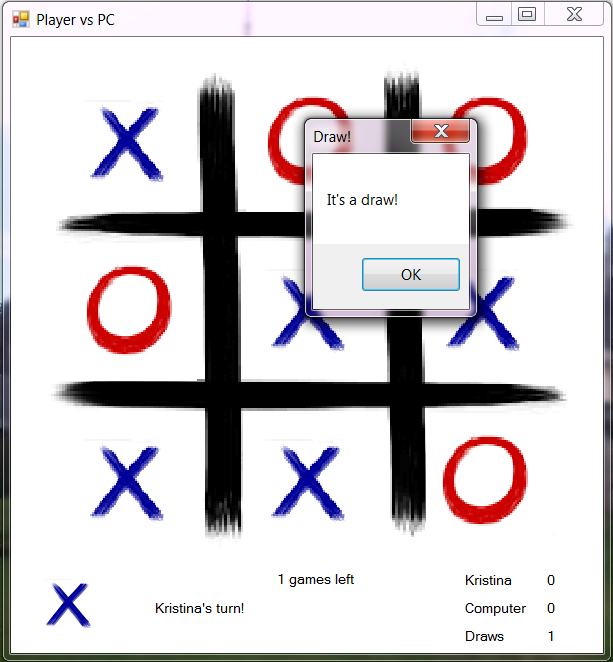 Player vs PC
Draw!
It's a draw!
OK
1 games left
Kristina's turn!
Kristina 0
Computer 0
Draws 1